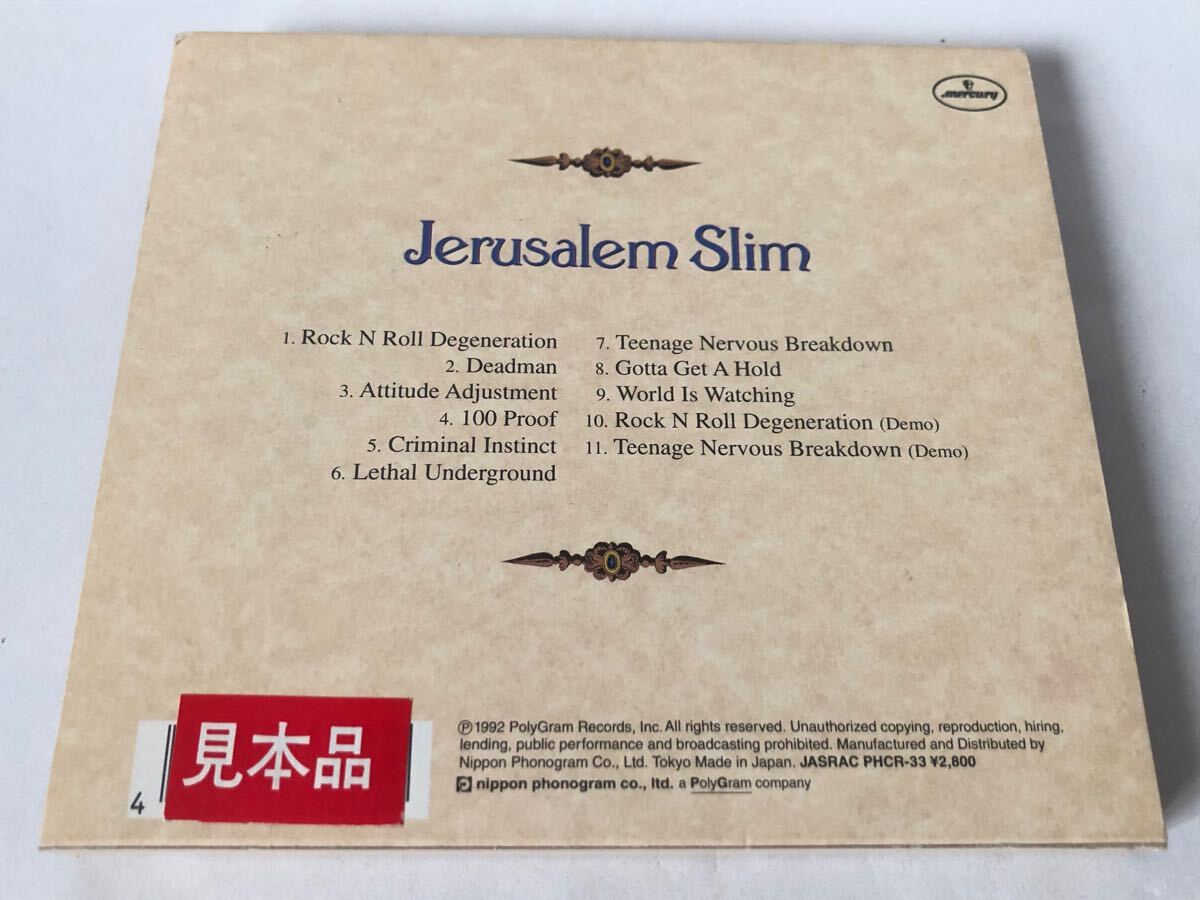 mercury
Jerusalem Slim
1. Rock N Roll Degeneration
2. Deadman
3. Attitude Adjustment
4. 100 Proof
5. Criminal Instinct
6. Lethal Underground
7. Teenage Nervous Breakdown
8. Gotta Get A Hold
9. World Is Watching
10. Rock N Roll Degeneration (Demo)
11. Teenage Nervous Breakdown (Demo)
見本品
4
Ⓟ1992 PolyGram Records, Inc. All rights reserved. Unauthorized copying, reproduction, hiring,
lending, public performance and broadcasting prohibited. Manufactured and Distributed by
Nippon Phonogram Co., Ltd. Tokyo Made in Japan. JASRAC PHCR-33 ¥2,800
nippon phonogram co., ltd. a PolyGram company